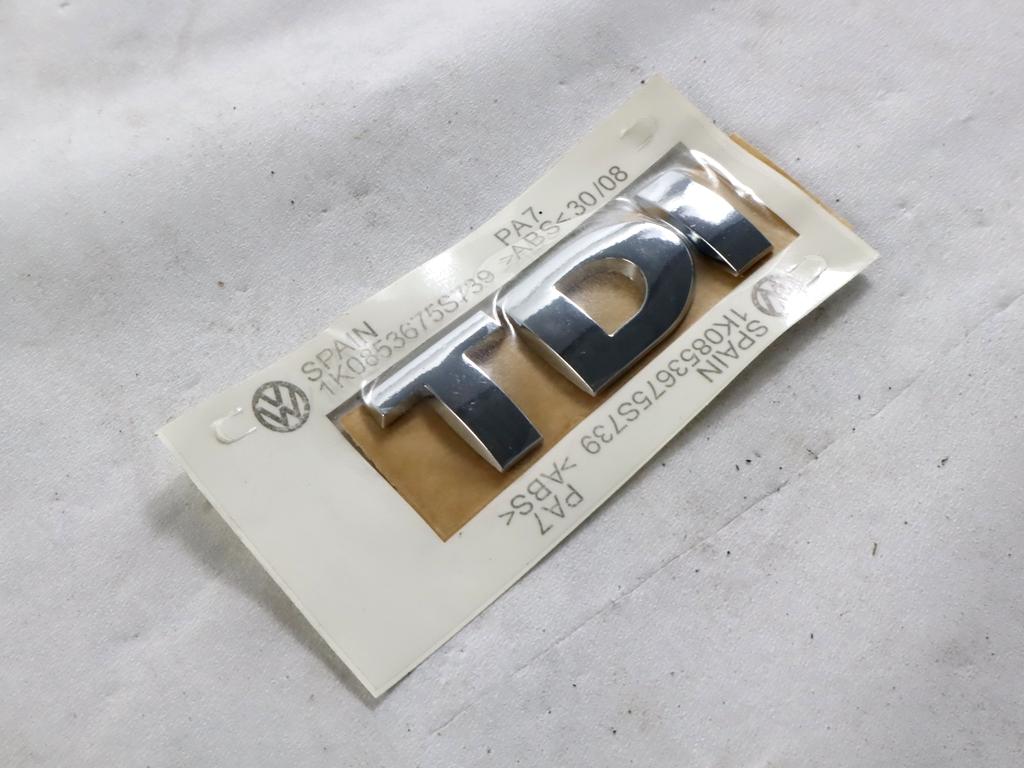 SPAIN
1K0853675S739
PA7
>ABS< 30/08
TDI
SPAIN
1K0853675S739
PA7
>ABS<